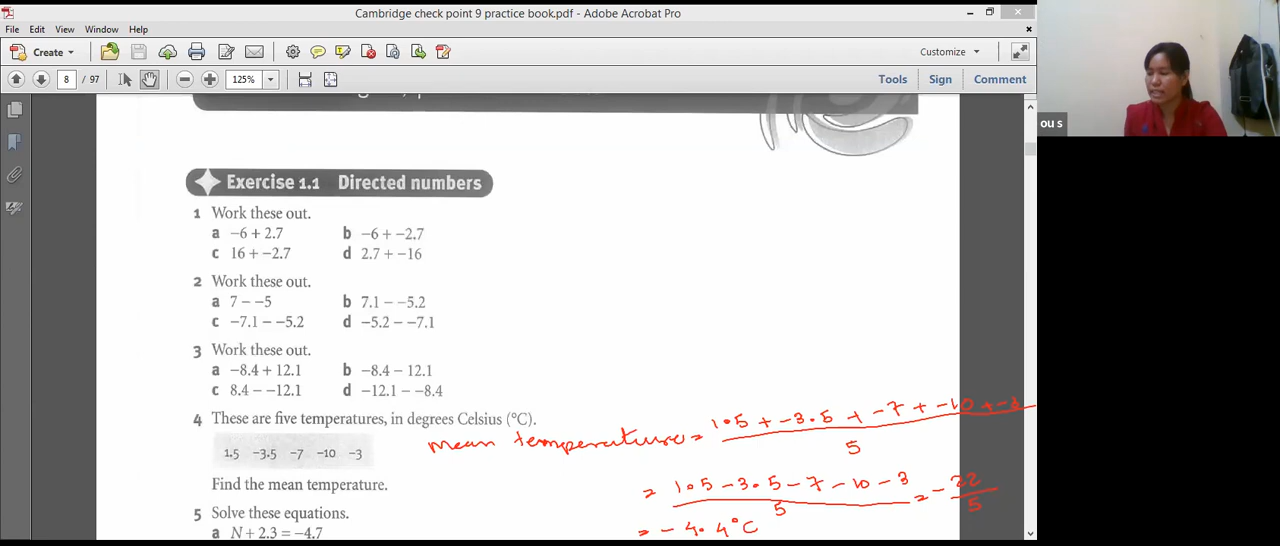 Cambridge check point 9 practice book.pdf - Adobe Acrobat Pro
File Edit View Window Help
Create Customize
8 / 97 125% Tools Sign Comment
ou s
Exercise 1.1 Directed numbers
1 Work these out.
a −6 + 2.7 b −6 + −2.7
c 16 + −2.7 d 2.7 + −16
2 Work these out.
a 7 − −5 b 7.1 − −5.2
c −7.1 − −5.2 d −5.2 − −7.1
3 Work these out.
a −8.4 + 12.1 b −8.4 − 12.1
c 8.4 − −12.1 d −12.1 − −8.4
4 These are five temperatures, in degrees Celsius (°C).
1.5 −3.5 −7 −10 −3
Find the mean temperature.
5 Solve these equations.
a N + 2.3 = −4.7
mean temperature = 1.5 + -3.5 + -7 + -10 + -3
5
= 1.5 - 3.5 - 7 - 10 - 3 = - 22
5 5
= - 4.4°C